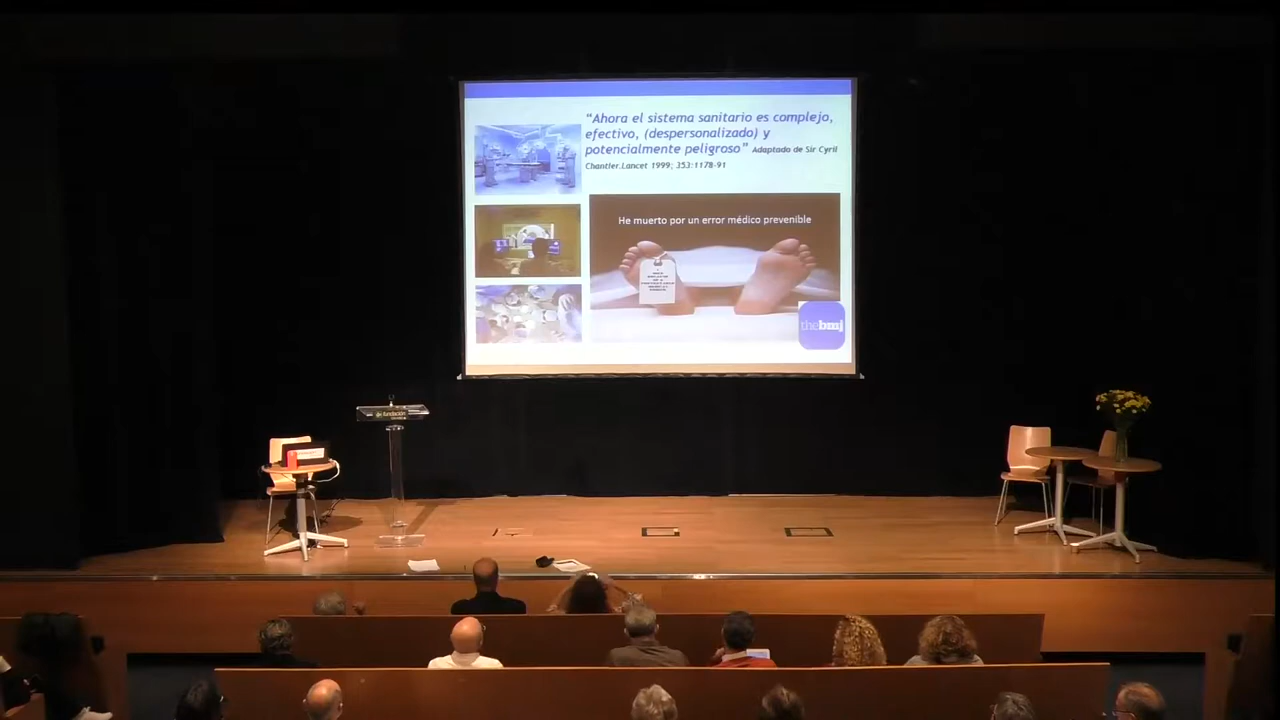 “Ahora el sistema sanitario es complejo,
efectivo, (despersonalizado) y
potencialmente peligroso” Adaptado de Sir Cyril
Chantler.Lancet 1999; 353:1178-91
He muerto por un error médico prevenible
thebmj
fundación